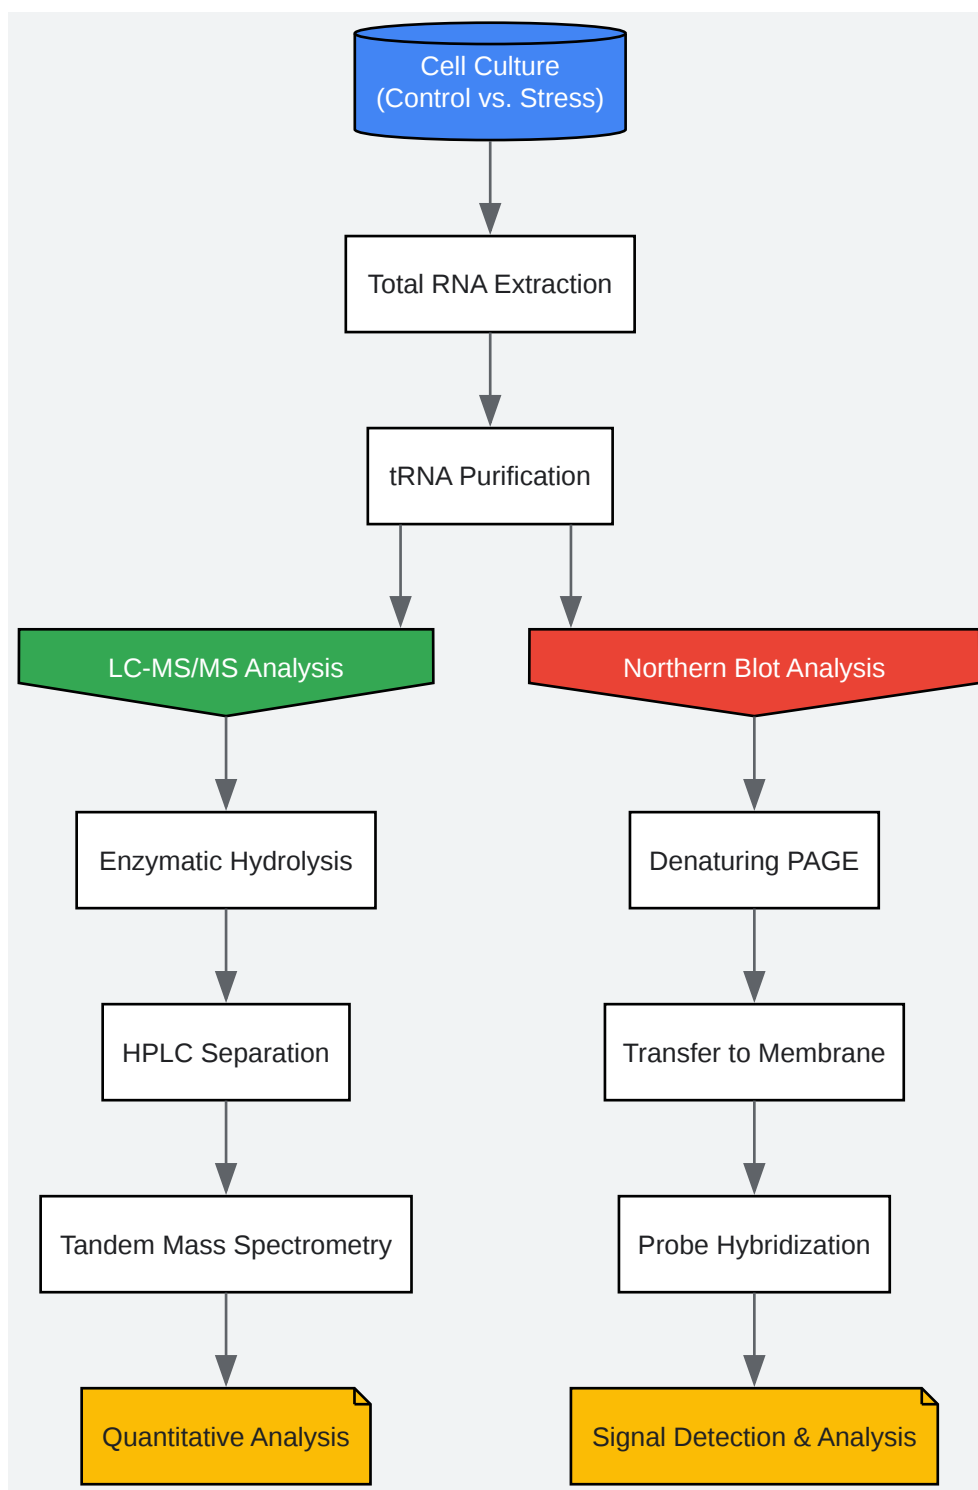 Cell Culture
(Control vs. Stress)
Total RNA Extraction
tRNA Purification
LC-MS/MS Analysis
Northern Blot Analysis
Enzymatic Hydrolysis
Denaturing PAGE
HPLC Separation
Transfer to Membrane
Tandem Mass Spectrometry
Probe Hybridization
Quantitative Analysis
Signal Detection & Analysis